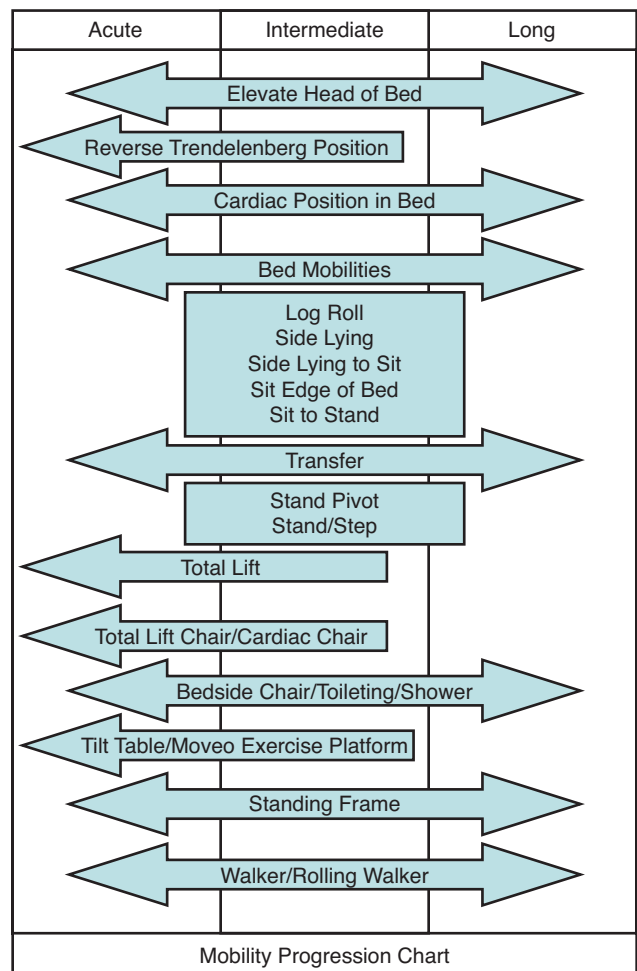 Acute Intermediate Long
Elevate Head of Bed
Reverse Trendelenberg Position
Cardiac Position in Bed
Bed Mobilities
Log Roll
Side Lying
Side Lying to Sit
Sit Edge of Bed
Sit to Stand
Transfer
Stand Pivot
Stand/Step
Total Lift
Total Lift Chair/Cardiac Chair
Bedside Chair/Toileting/Shower
Tilt Table/Moveo Exercise Platform
Standing Frame
Walker/Rolling Walker
Mobility Progression Chart